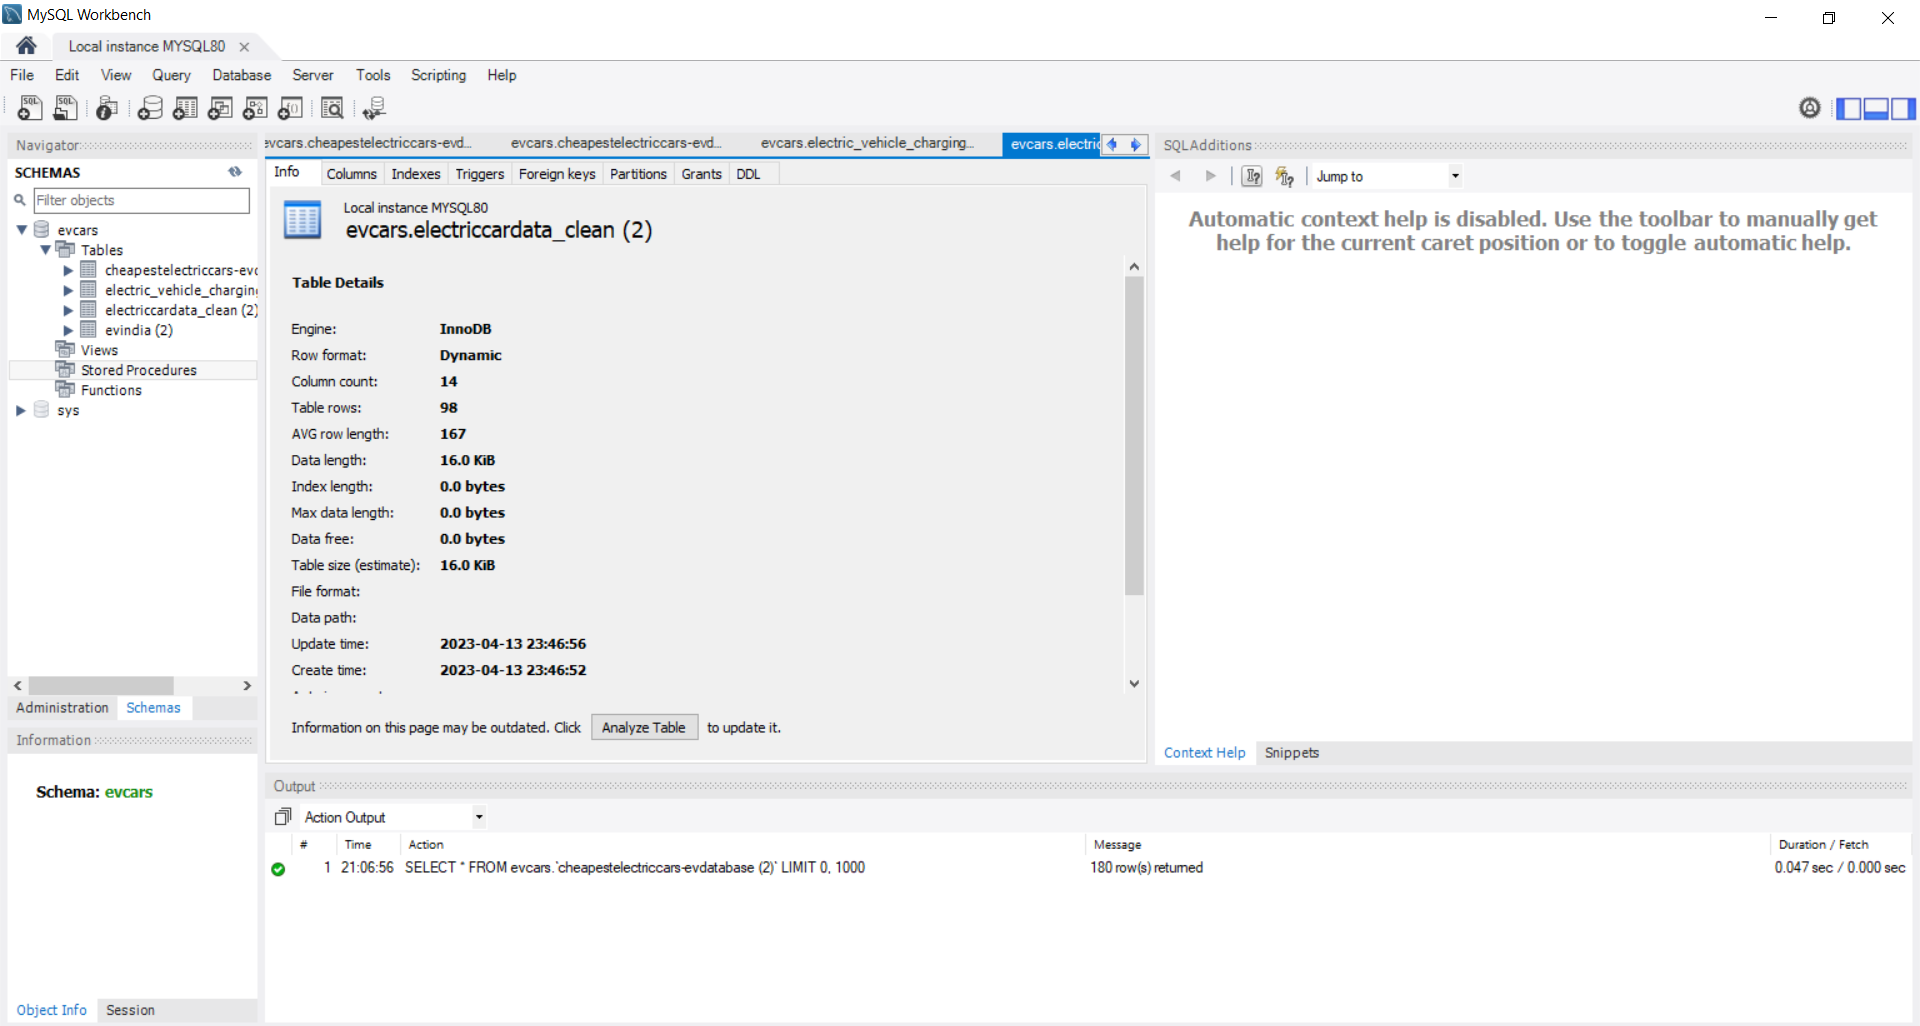 MySQL Workbench
Local instance MYSQL80
File Edit View Query Database Server Tools Scripting Help
Navigator
SCHEMAS
Filter objects
evcars
Tables
cheapestelectriccars-evd
electric_vehicle_charging
electriccardata_clean (2)
evindia (2)
Views
Stored Procedures
Functions
sys
Administration Schemas
Information
Schema: evcars
Object Info Session
evcars.cheapestelectriccars-evd... evcars.cheapestelectriccars-evd... evcars.electric_vehicle_charging... evcars.electric
Info Columns Indexes Triggers Foreign keys Partitions Grants DDL
Local instance MYSQL80
evcars.electriccardata_clean (2)
Table Details
Engine: InnoDB
Row format: Dynamic
Column count: 14
Table rows: 98
AVG row length: 167
Data length: 16.0 KiB
Index length: 0.0 bytes
Max data length: 0.0 bytes
Data free: 0.0 bytes
Table size (estimate): 16.0 KiB
File format:
Data path:
Update time: 2023-04-13 23:46:56
Create time: 2023-04-13 23:46:52
Information on this page may be outdated. Click Analyze Table to update it.
SQLAdditions
Jump to
Automatic context help is disabled. Use the toolbar to manually get
help for the current caret position or to toggle automatic help.
Context Help Snippets
Output
Action Output
# Time Action Message Duration / Fetch
1 21:06:56 SELECT * FROM evcars.`cheapestelectriccars-evdatabase (2)` LIMIT 0, 1000 180 row(s) returned 0.047 sec / 0.000 sec